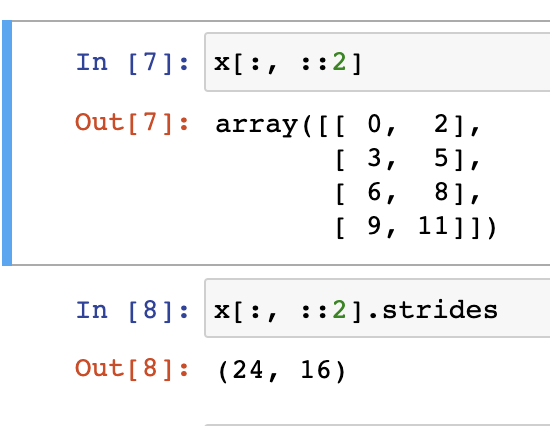 In [7]: x[:, ::2]
Out[7]: array([[ 0,  2],
       [ 3,  5],
       [ 6,  8],
       [ 9, 11]])
In [8]: x[:, ::2].strides
Out[8]: (24, 16)